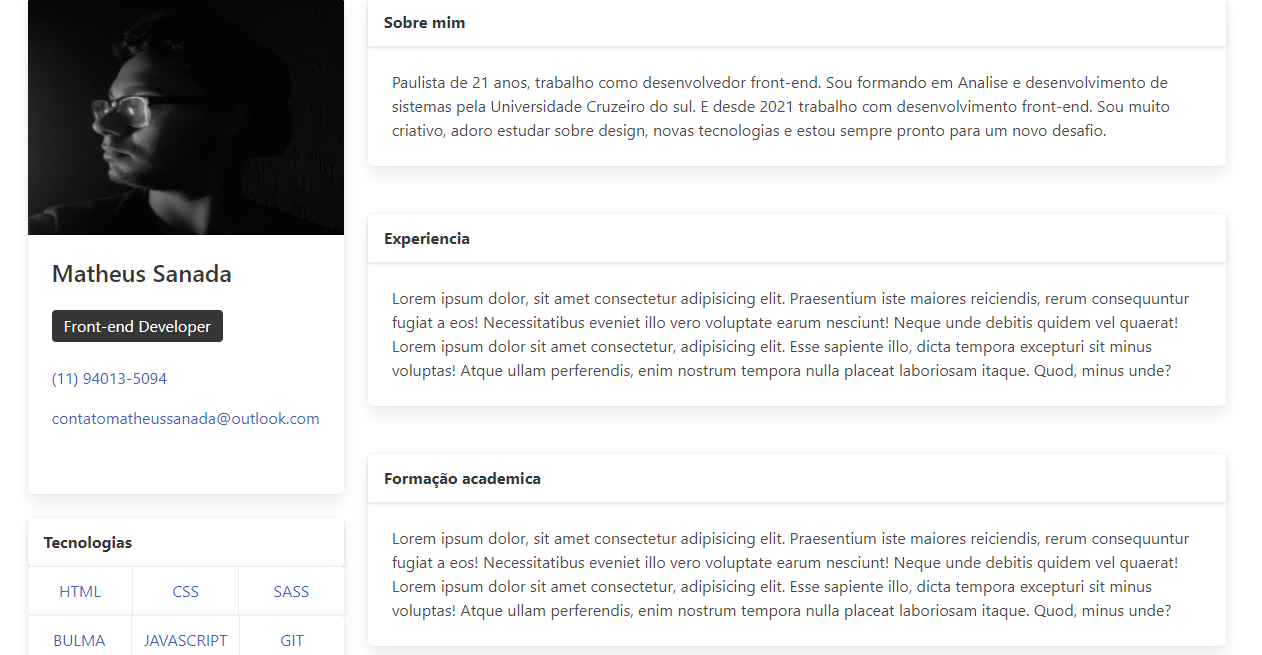 Matheus Sanada
Front-end Developer
(11) 94013-5094
contatomatheussanada@outlook.com
Tecnologias
HTML CSS SASS
BULMA JAVASCRIPT GIT
Sobre mim
Paulista de 21 anos, trabalho como desenvolvedor front-end. Sou formando em Analise e desenvolvimento de
sistemas pela Universidade Cruzeiro do sul. E desde 2021 trabalho com desenvolvimento front-end. Sou muito
criativo, adoro estudar sobre design, novas tecnologias e estou sempre pronto para um novo desafio.
Experiencia
Lorem ipsum dolor, sit amet consectetur adipisicing elit. Praesentium iste maiores reiciendis, rerum consequuntur
fugiat a eos! Necessitatibus eveniet illo vero voluptate earum nesciunt! Neque unde debitis quidem vel quaerat!
Lorem ipsum dolor sit amet consectetur, adipisicing elit. Esse sapiente illo, dicta tempora excepturi sit minus
voluptas! Atque ullam perferendis, enim nostrum tempora nulla placeat laboriosam itaque. Quod, minus unde?
Formação academica
Lorem ipsum dolor, sit amet consectetur adipisicing elit. Praesentium iste maiores reiciendis, rerum consequuntur
fugiat a eos! Necessitatibus eveniet illo vero voluptate earum nesciunt! Neque unde debitis quidem vel quaerat!
Lorem ipsum dolor sit amet consectetur, adipisicing elit. Esse sapiente illo, dicta tempora excepturi sit minus
voluptas! Atque ullam perferendis, enim nostrum tempora nulla placeat laboriosam itaque. Quod, minus unde?